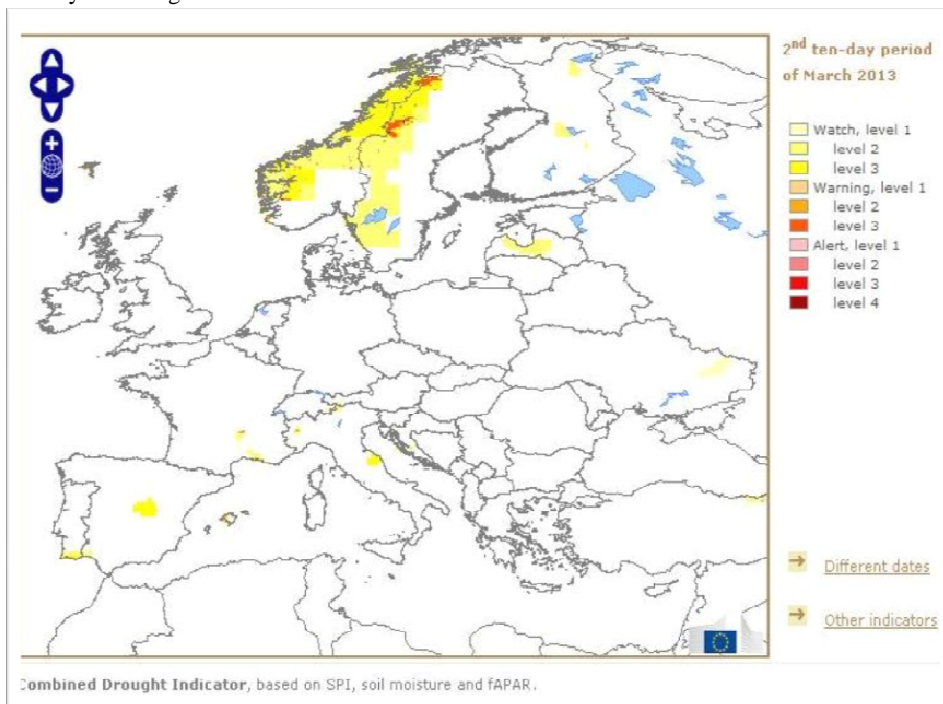 2nd ten-day period
of March 2013
Watch, level 1
level 2
level 3
Warning, level 1
level 2
level 3
Alert, level 1
level 2
level 3
level 4
Different dates
Other indicators
Combined Drought Indicator, based on SPI, soil moisture and fAPAR.